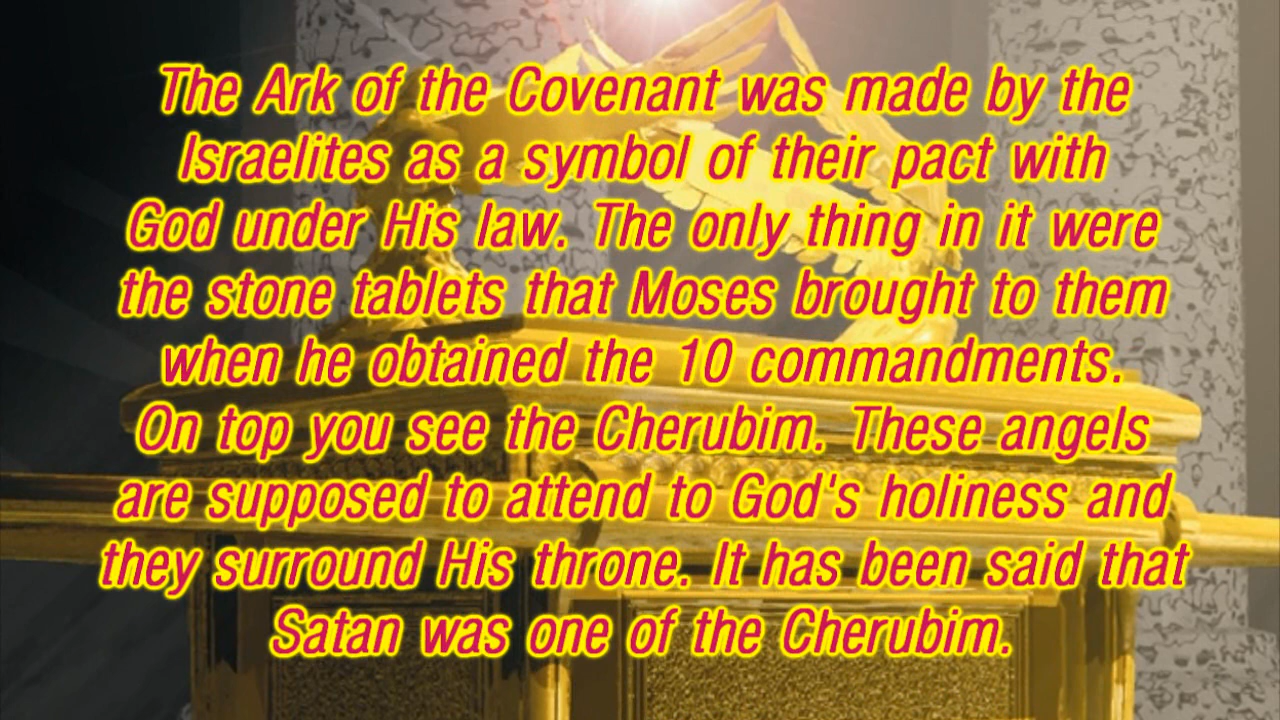 The Ark of the Covenant was made by the
Israelites as a symbol of their pact with
God under His law. The only thing in it were
the stone tablets that Moses brought to them
when he obtained the 10 commandments.
On top you see the Cherubim. These angels
are supposed to attend to God's holiness and
they surround His throne. It has been said that
Satan was one of the Cherubim.